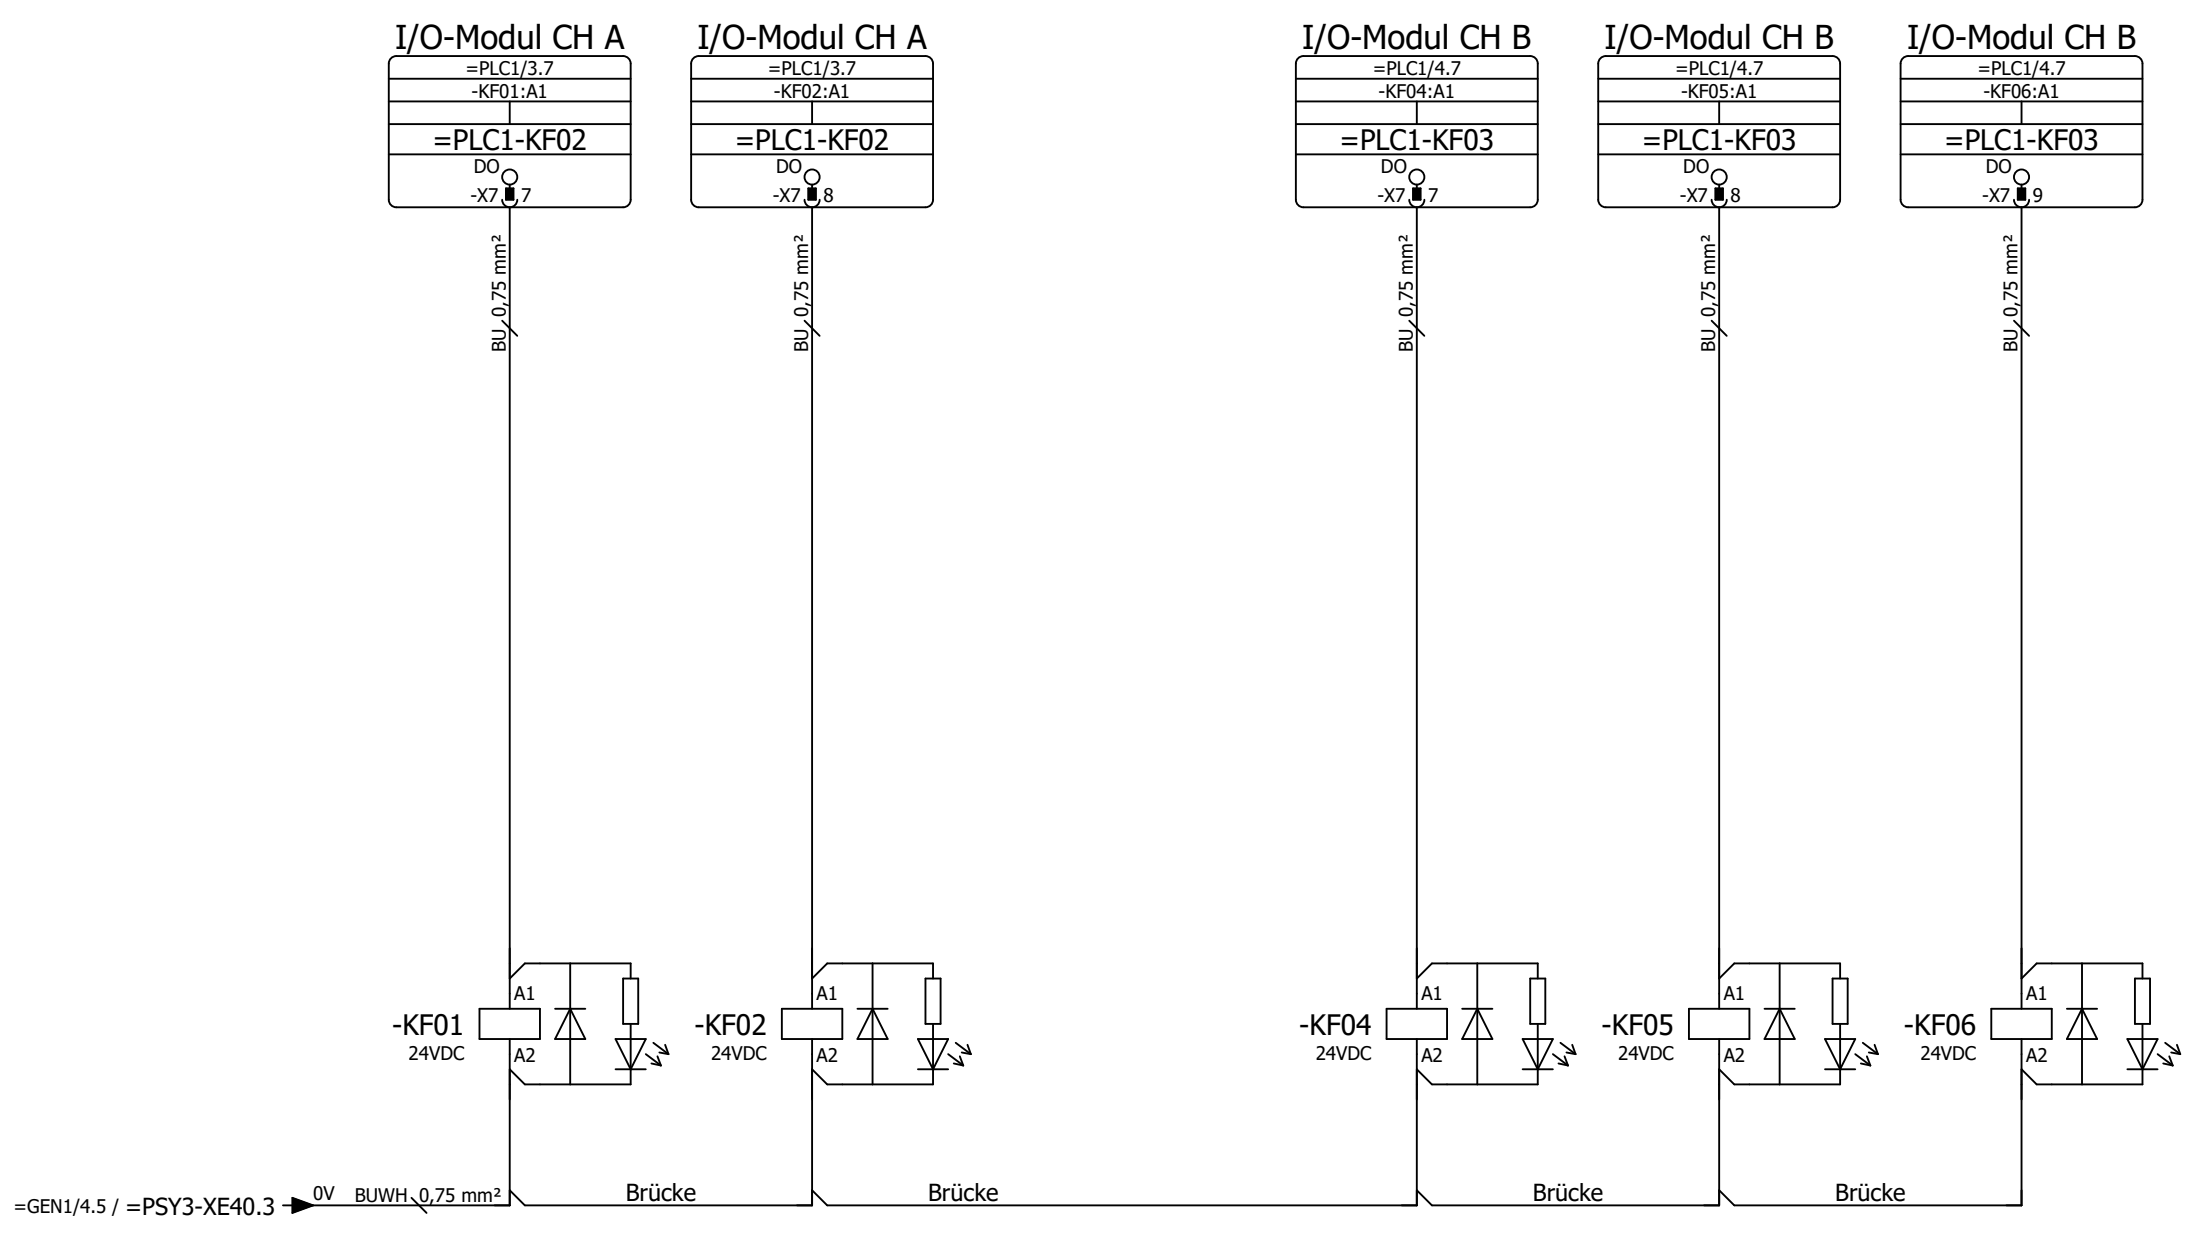 I/O-Modul CH A
=PLC1/3.7
-KF01:A1
=PLC1-KF02
DO
-X7 7
BU 0,75 mm²
I/O-Modul CH A
=PLC1/3.7
-KF02:A1
=PLC1-KF02
DO
-X7 8
BU 0,75 mm²
I/O-Modul CH B
=PLC1/4.7
-KF04:A1
=PLC1-KF03
DO
-X7 7
BU 0,75 mm²
I/O-Modul CH B
=PLC1/4.7
-KF05:A1
=PLC1-KF03
DO
-X7 8
BU 0,75 mm²
I/O-Modul CH B
=PLC1/4.7
-KF06:A1
=PLC1-KF03
DO
-X7 9
BU 0,75 mm²
A1
-KF01
24VDC
A2
A1
-KF02
24VDC
A2
A1
-KF04
24VDC
A2
A1
-KF05
24VDC
A2
A1
-KF06
24VDC
A2
=GEN1/4.5 / =PSY3-XE40.3
0V BUWH 0,75 mm²
Brücke
Brücke
Brücke
Brücke